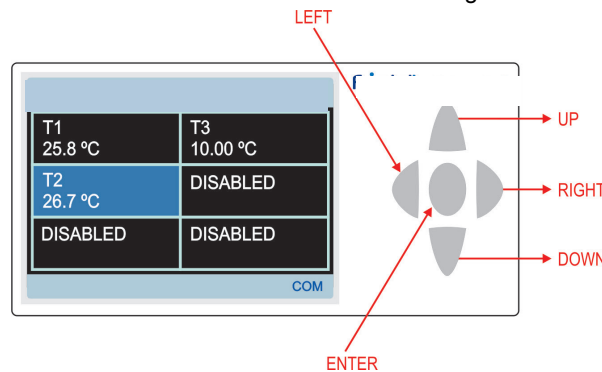 LEFT
T1
25.8 ºC
T3
10.00 ºC
UP
T2
26.7 ºC
DISABLED
RIGHT
DISABLED
DISABLED
DOWN
COM
ENTER